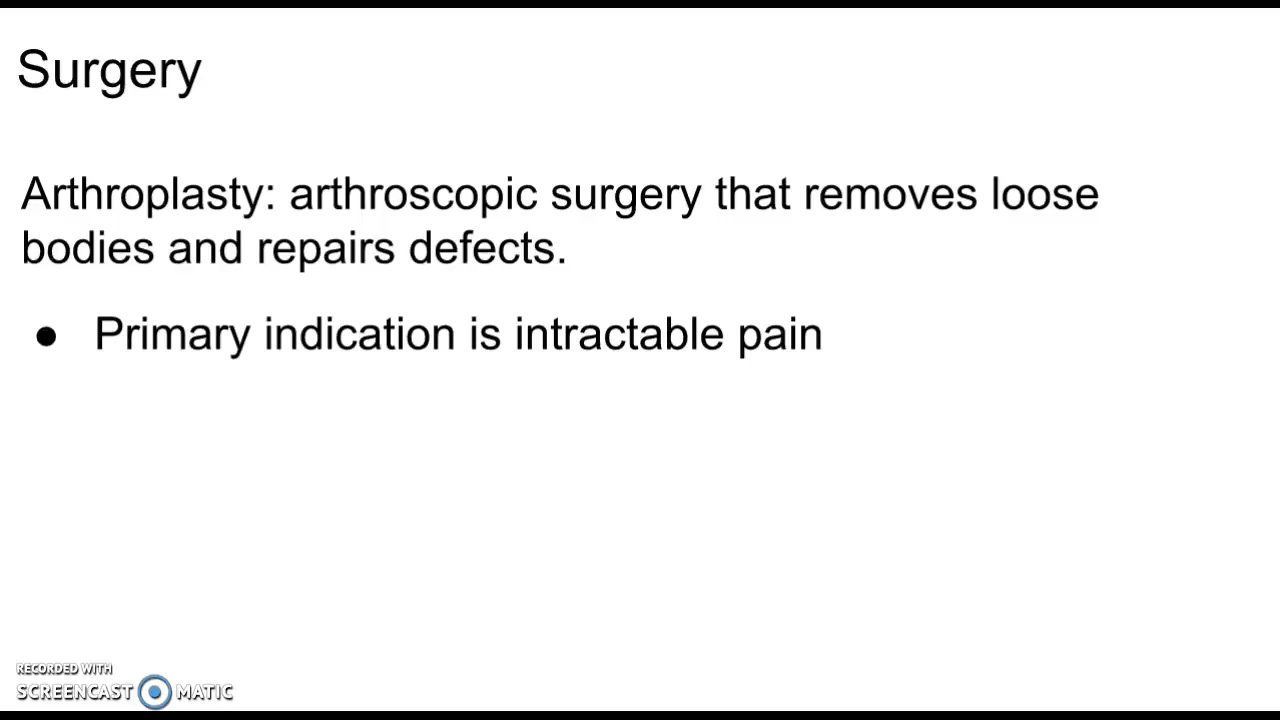 Surgery
Arthroplasty: arthroscopic surgery that removes loose
bodies and repairs defects.
● Primary indication is intractable pain
RECORDED WITH
SCREENCAST MATIC